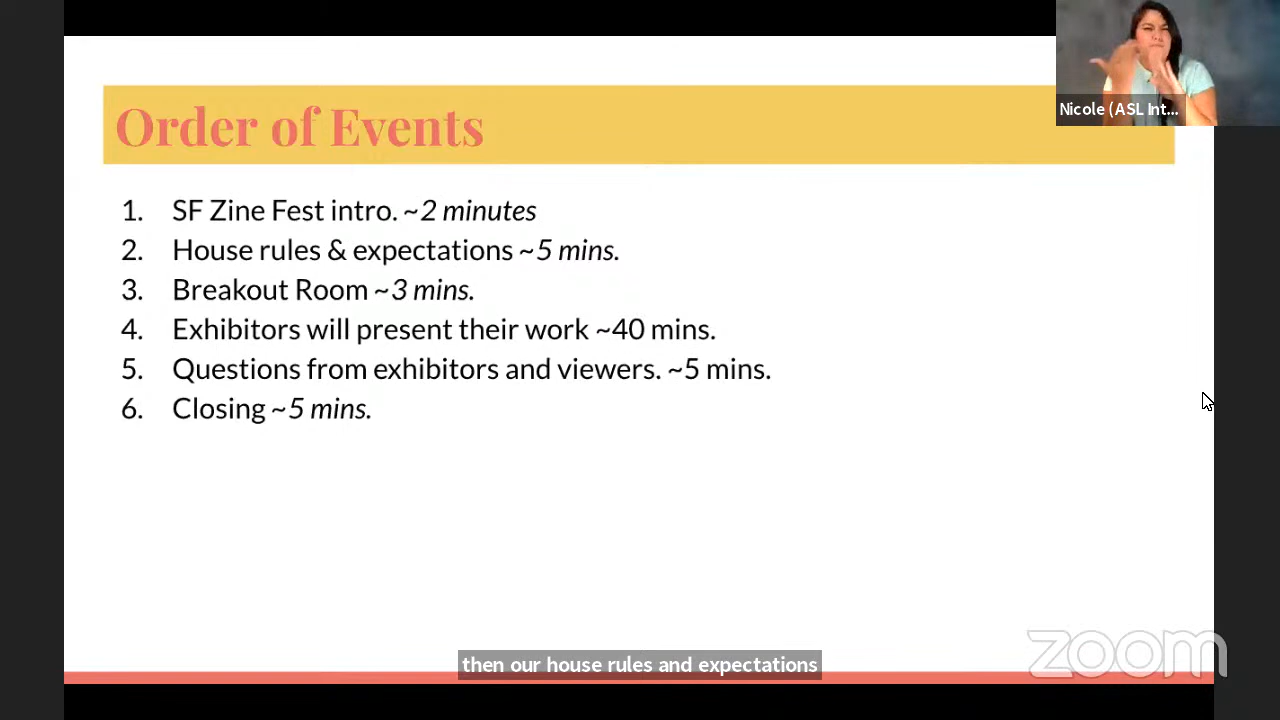 Nicole (ASL Int...
Order of Events
1. SF Zine Fest intro. ~2 minutes
2. House rules & expectations ~5 mins.
3. Breakout Room ~3 mins.
4. Exhibitors will present their work ~40 mins.
5. Questions from exhibitors and viewers. ~5 mins.
6. Closing ~5 mins.
then our house rules and expectations
zoom